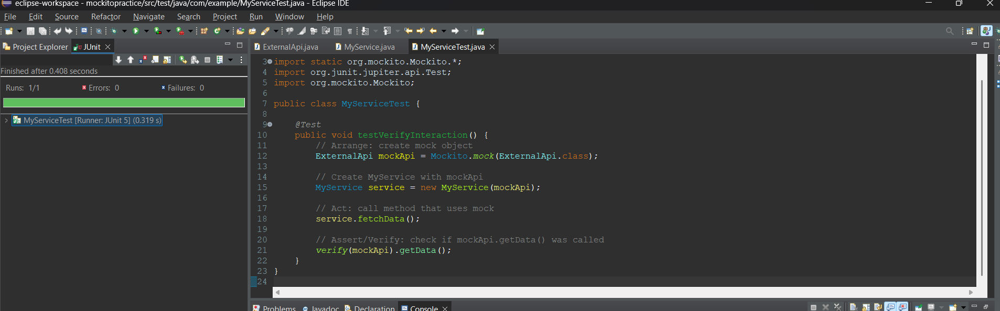 eclipse-workspace - mockitopractice/src/test/java/com/example/MyServiceTest.java - Eclipse IDE
File Edit Source Refactor Navigate Search Project Run Window Help
Project Explorer JUnit ExternalApi.java MyService.java MyServiceTest.java
Finished after 0.408 seconds
Runs: 1/1 Errors: 0 Failures: 0
MyServiceTest [Runner: JUnit 5] (0.319 s)
3 import static org.mockito.Mockito.*;
4 import org.junit.jupiter.api.Test;
5 import org.mockito.Mockito;
6
7 public class MyServiceTest {
8
9     @Test
10     public void testVerifyInteraction() {
11         // Arrange: create mock object
12         ExternalApi mockApi = Mockito.mock(ExternalApi.class);
13
14         // Create MyService with mockApi
15         MyService service = new MyService(mockApi);
16
17         // Act: call method that uses mock
18         service.fetchData();
19
20         // Assert/Verify: check if mockApi.getData() was called
21         verify(mockApi).getData();
22     }
23 }
24
Problems Javadoc Declaration Console